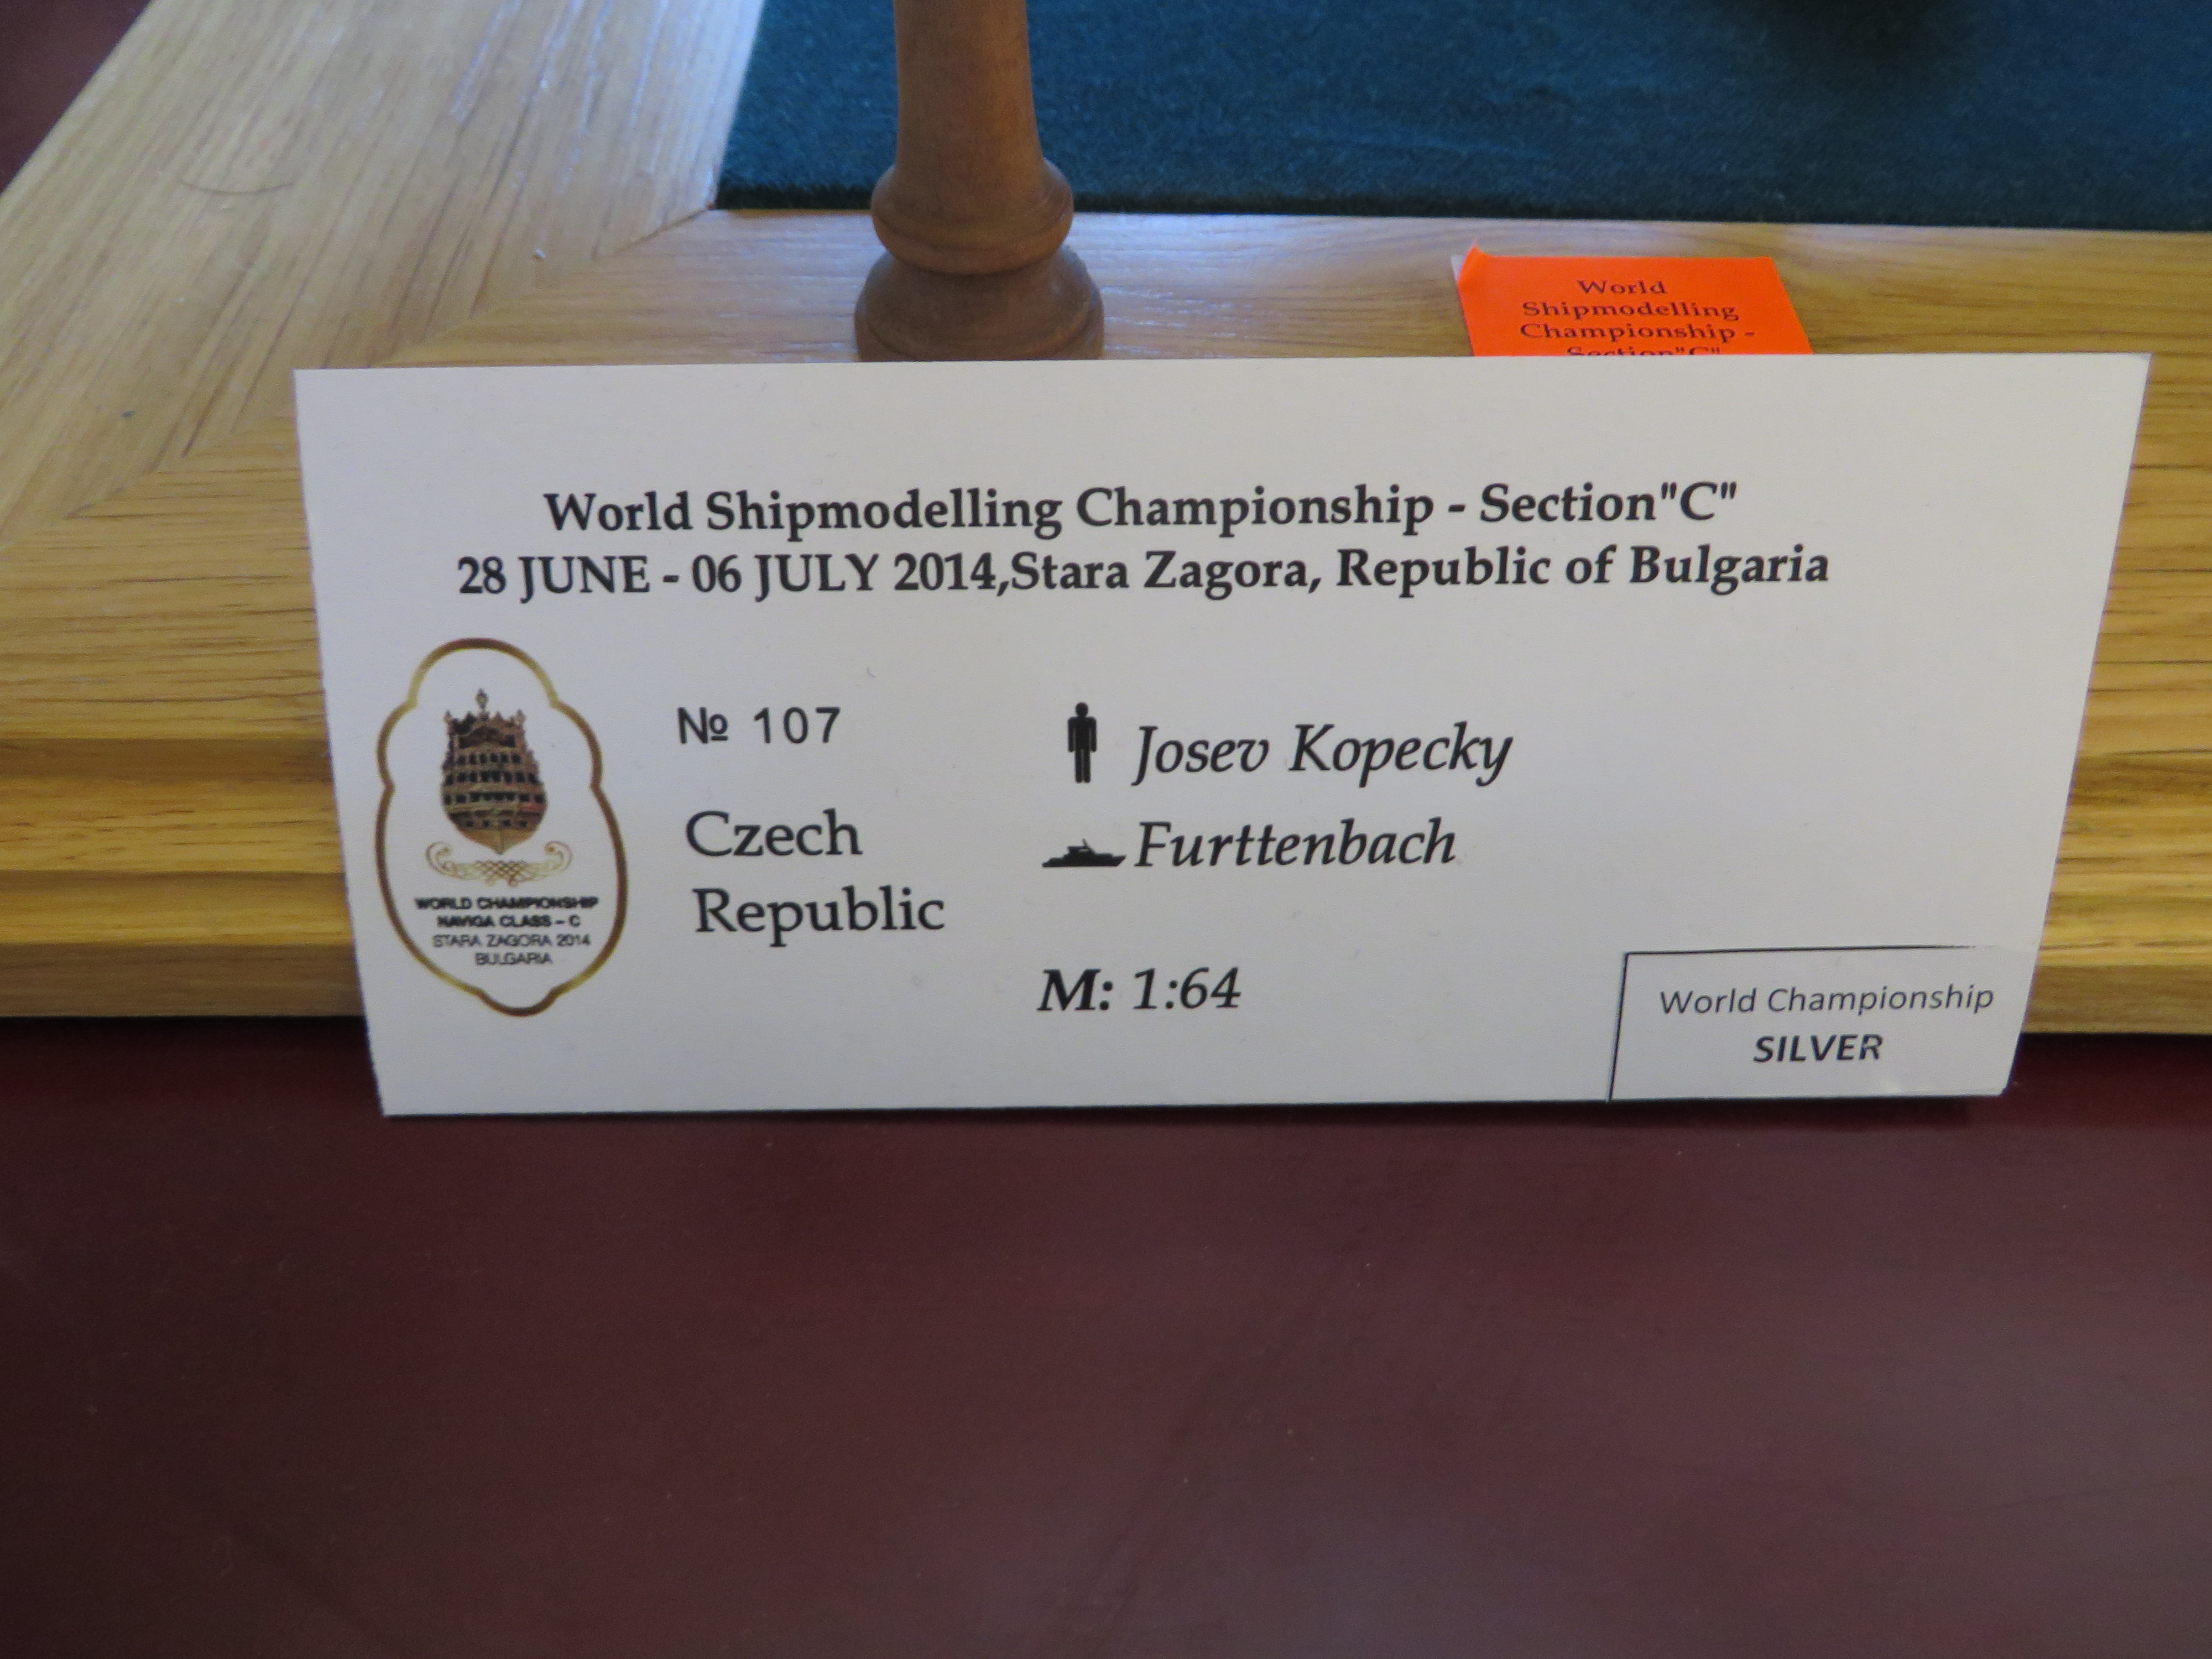 World
Shipmodelling
Championship -
Section"C"
World Shipmodelling Championship - Section"C"
28 JUNE - 06 JULY 2014,Stara Zagora, Republic of Bulgaria
№ 107
Josev Kopecky
Czech
Republic
Furttenbach
M: 1:64
WORLD CHAMPIONSHIP
NAVIGA CLASS – C
STARA ZAGORA 2014
BULGARIA
World Championship
SILVER